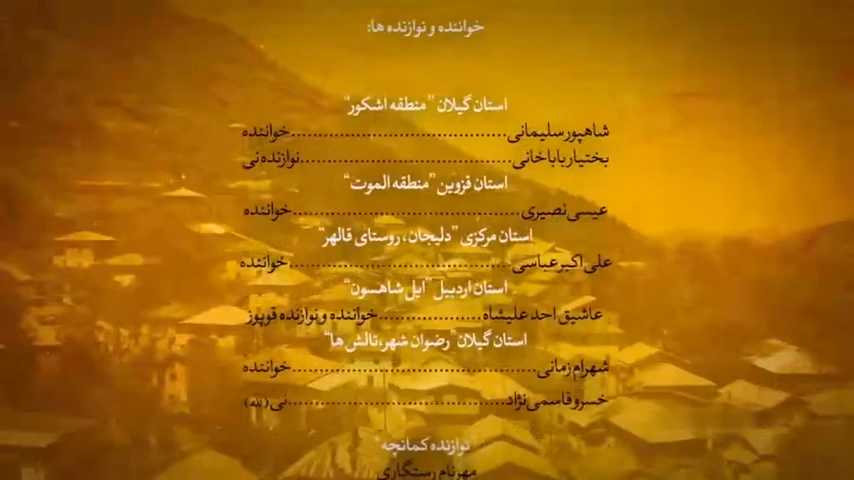 خواننده و نوازنده ها:
استان گیلان "منطقه اشکور"
شاهپور سلیمانی....................................خواننده
بختیار باباخانی....................................نوازنده نی
استان قزوین "منطقه الموت"
عیسی نصیری....................................خواننده
استان مرکزی "دلیجان، روستای قالهر"
علی اکبر عباسی....................................خواننده
استان اردبیل "ایل شاهسون"
عاشیق احد علیشاه....................خواننده و نوازنده قوپوز
استان گیلان "رضوان شهر، تالش ها"
شهرام زمانی....................................خواننده
خسرو قاسمی نژاد....................................نی (لله)
نوازنده کمانچه
مهرنام رستگاری